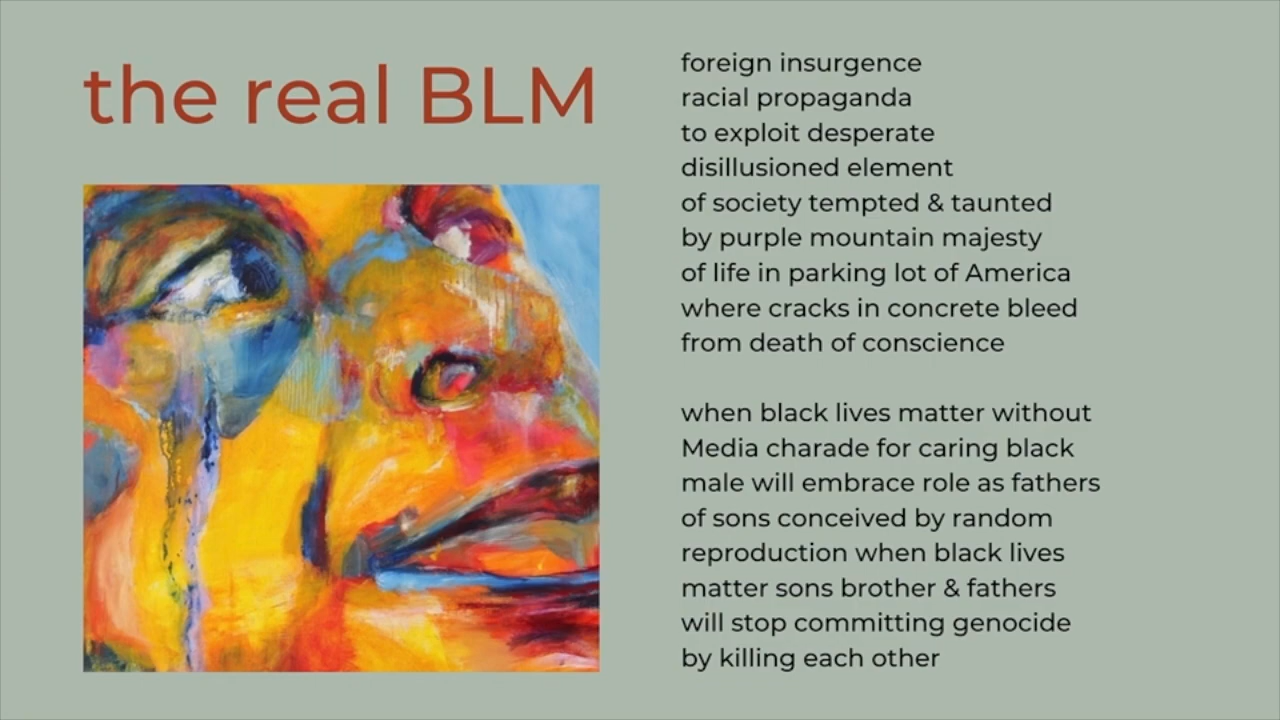 the real BLM
foreign insurgence
racial propaganda
to exploit desperate
disillusioned element
of society tempted & taunted
by purple mountain majesty
of life in parking lot of America
where cracks in concrete bleed
from death of conscience
when black lives matter without
Media charade for caring black
male will embrace role as fathers
of sons conceived by random
reproduction when black lives
matter sons brother & fathers
will stop committing genocide
by killing each other